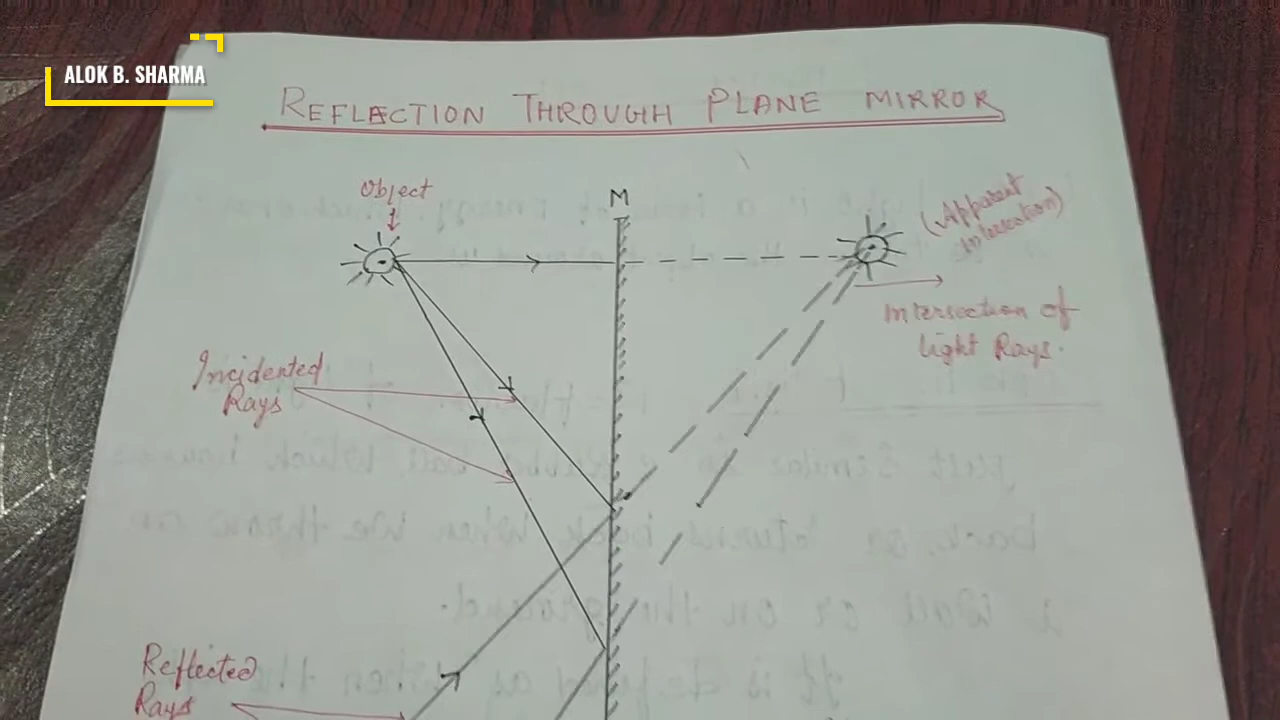 ALOK B. SHARMA
REFLECTION THROUGH PLANE MIRROR
Object
M
(Apparent
Intersection)
Intersection of
light Rays.
Incidented
Rays
Reflected
Rays